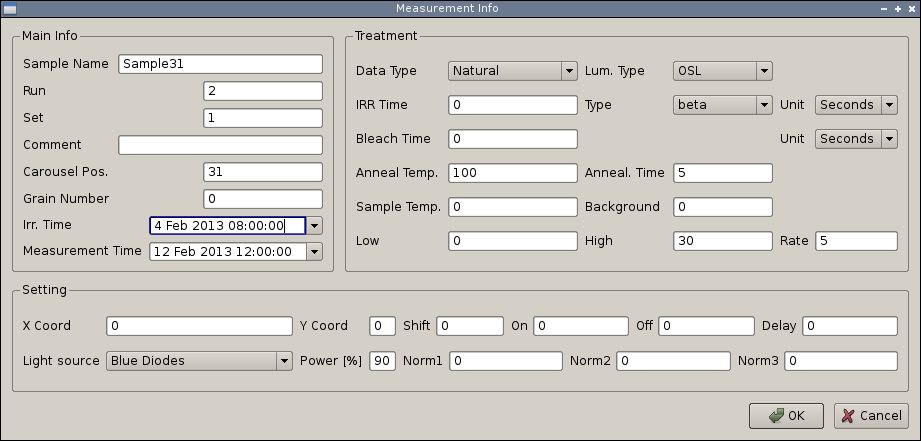 Measurement Info
Main Info
Sample Name Sample31
Run 2
Set 1
Comment
Carousel Pos. 31
Grain Number 0
Irr. Time 4 Feb 2013 08:00:00
Measurement Time 12 Feb 2013 12:00:00
Treatment
Data Type Natural Lum. Type OSL
IRR Time 0 Type beta Unit Seconds
Bleach Time 0 Unit Seconds
Anneal Temp. 100 Anneal. Time 5
Sample Temp. 0 Background 0
Low 0 High 30 Rate 5
Setting
X Coord 0 Y Coord 0 Shift 0 On 0 Off 0 Delay 0
Light source Blue Diodes Power [%] 90 Norm1 0 Norm2 0 Norm3 0
OK Cancel